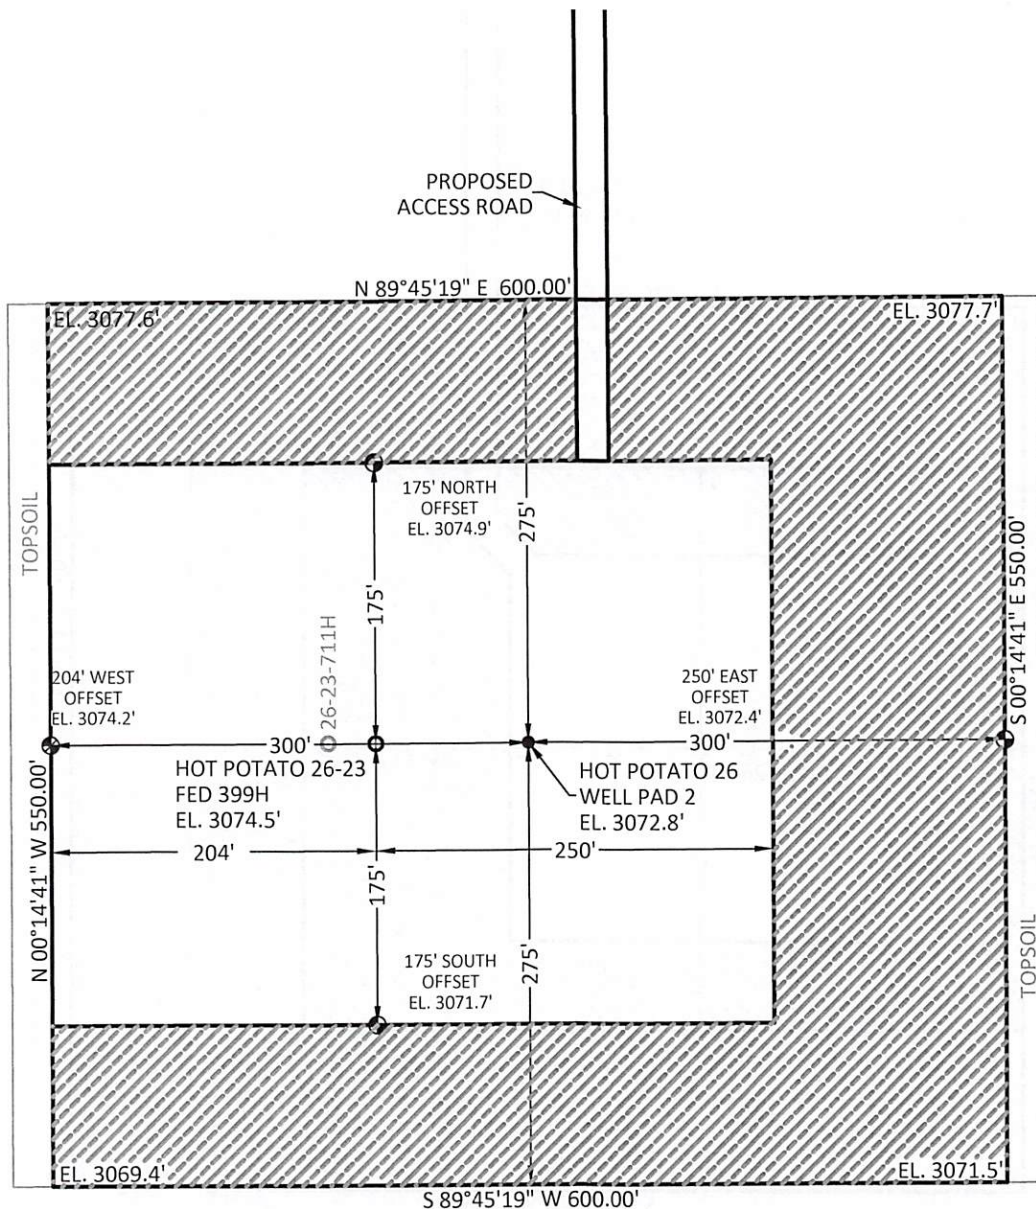 PROPOSED
ACCESS ROAD
N 89°45'19" E 600.00'
EL. 3077.6'
EL. 3077.7'
TOPSOIL
175' NORTH
OFFSET
EL. 3074.9'
275'
175'
26-23-711H
204' WEST
OFFSET
EL. 3074.2'
250' EAST
OFFSET
EL. 3072.4'
S 00°14'41" E 550.00'
300'
300'
HOT POTATO 26-23
FED 399H
EL. 3074.5'
HOT POTATO 26
WELL PAD 2
EL. 3072.8'
N 00°14'41" W 550.00'
204'
250'
175'
275'
175' SOUTH
OFFSET
EL. 3071.7'
TOPSOIL
EL. 3069.4'
EL. 3071.5'
S 89°45'19" W 600.00'